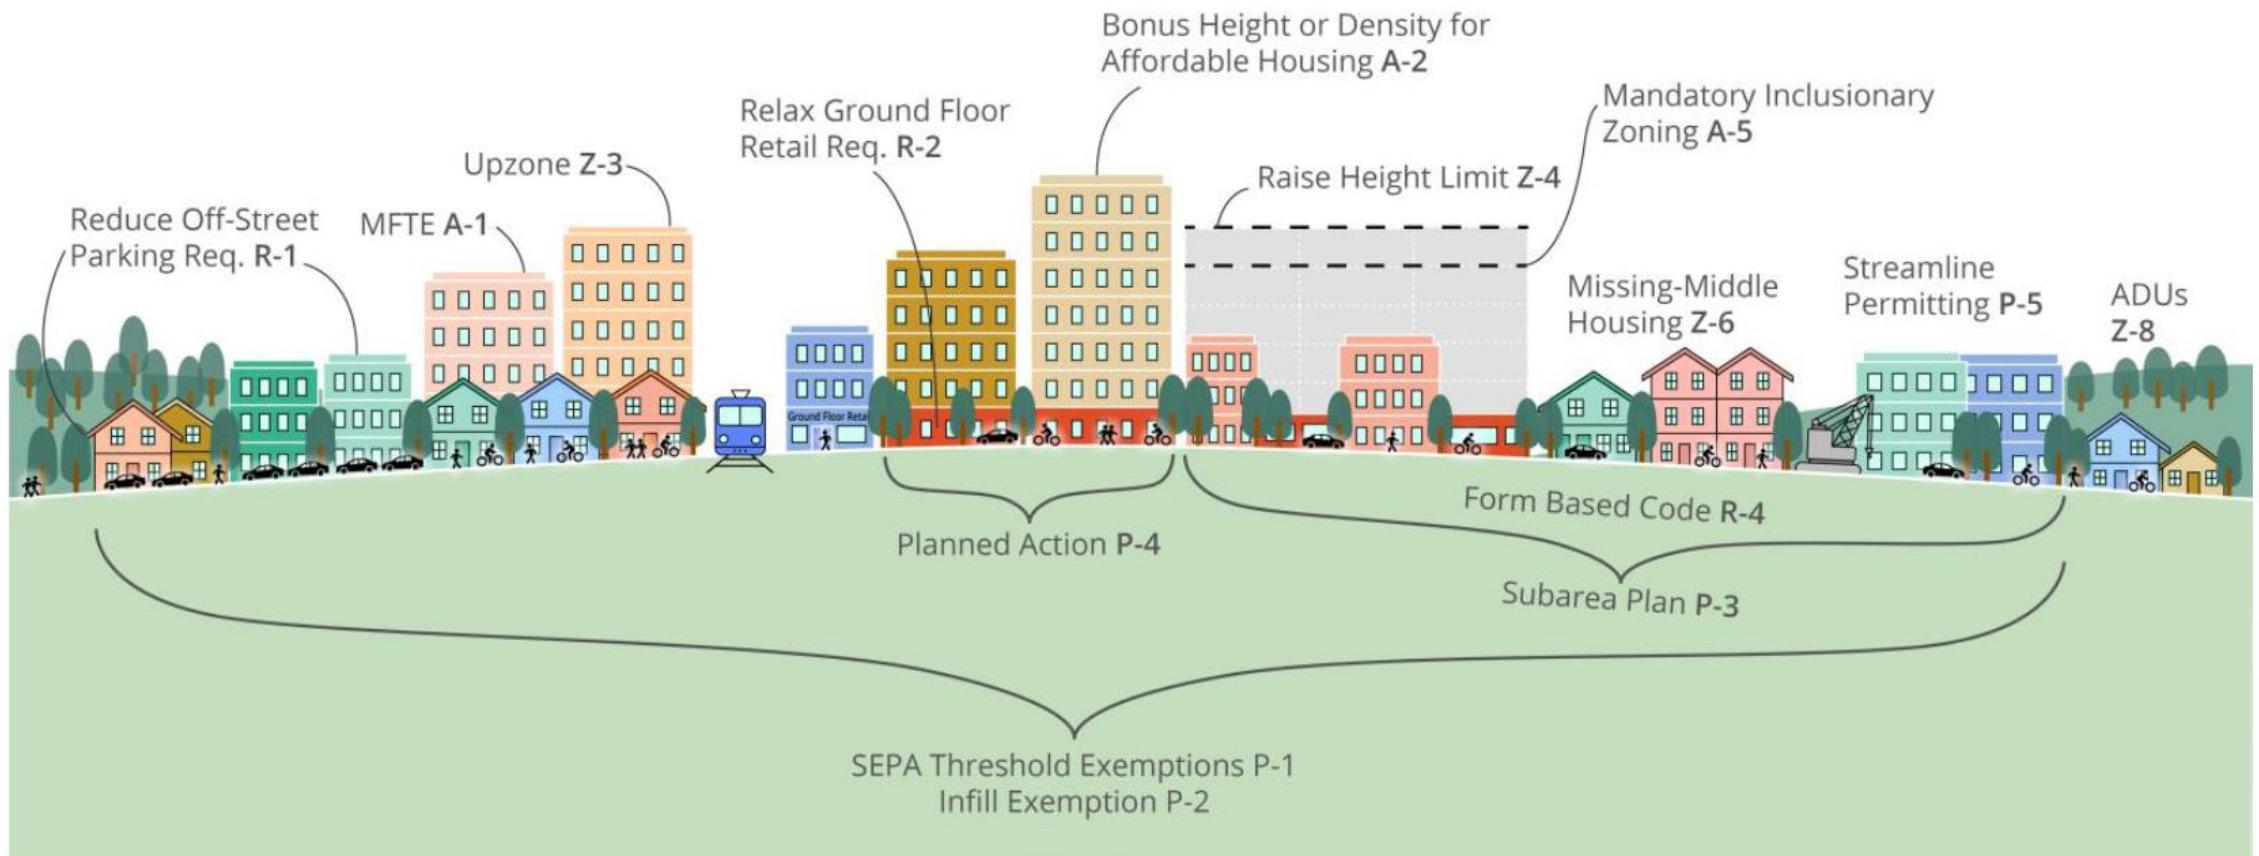 Bonus Height or Density for
Affordable Housing A-2
Mandatory Inclusionary
Zoning A-5
Relax Ground Floor
Retail Req. R-2
Upzone Z-3
Raise Height Limit Z-4
Reduce Off-Street
Parking Req. R-1
MFTE A-1
Missing-Middle
Housing Z-6
Streamline
Permitting P-5
ADUs
Z-8
Ground Floor Retai
Form Based Code R-4
Planned Action P-4
Subarea Plan P-3
SEPA Threshold Exemptions P-1
Infill Exemption P-2